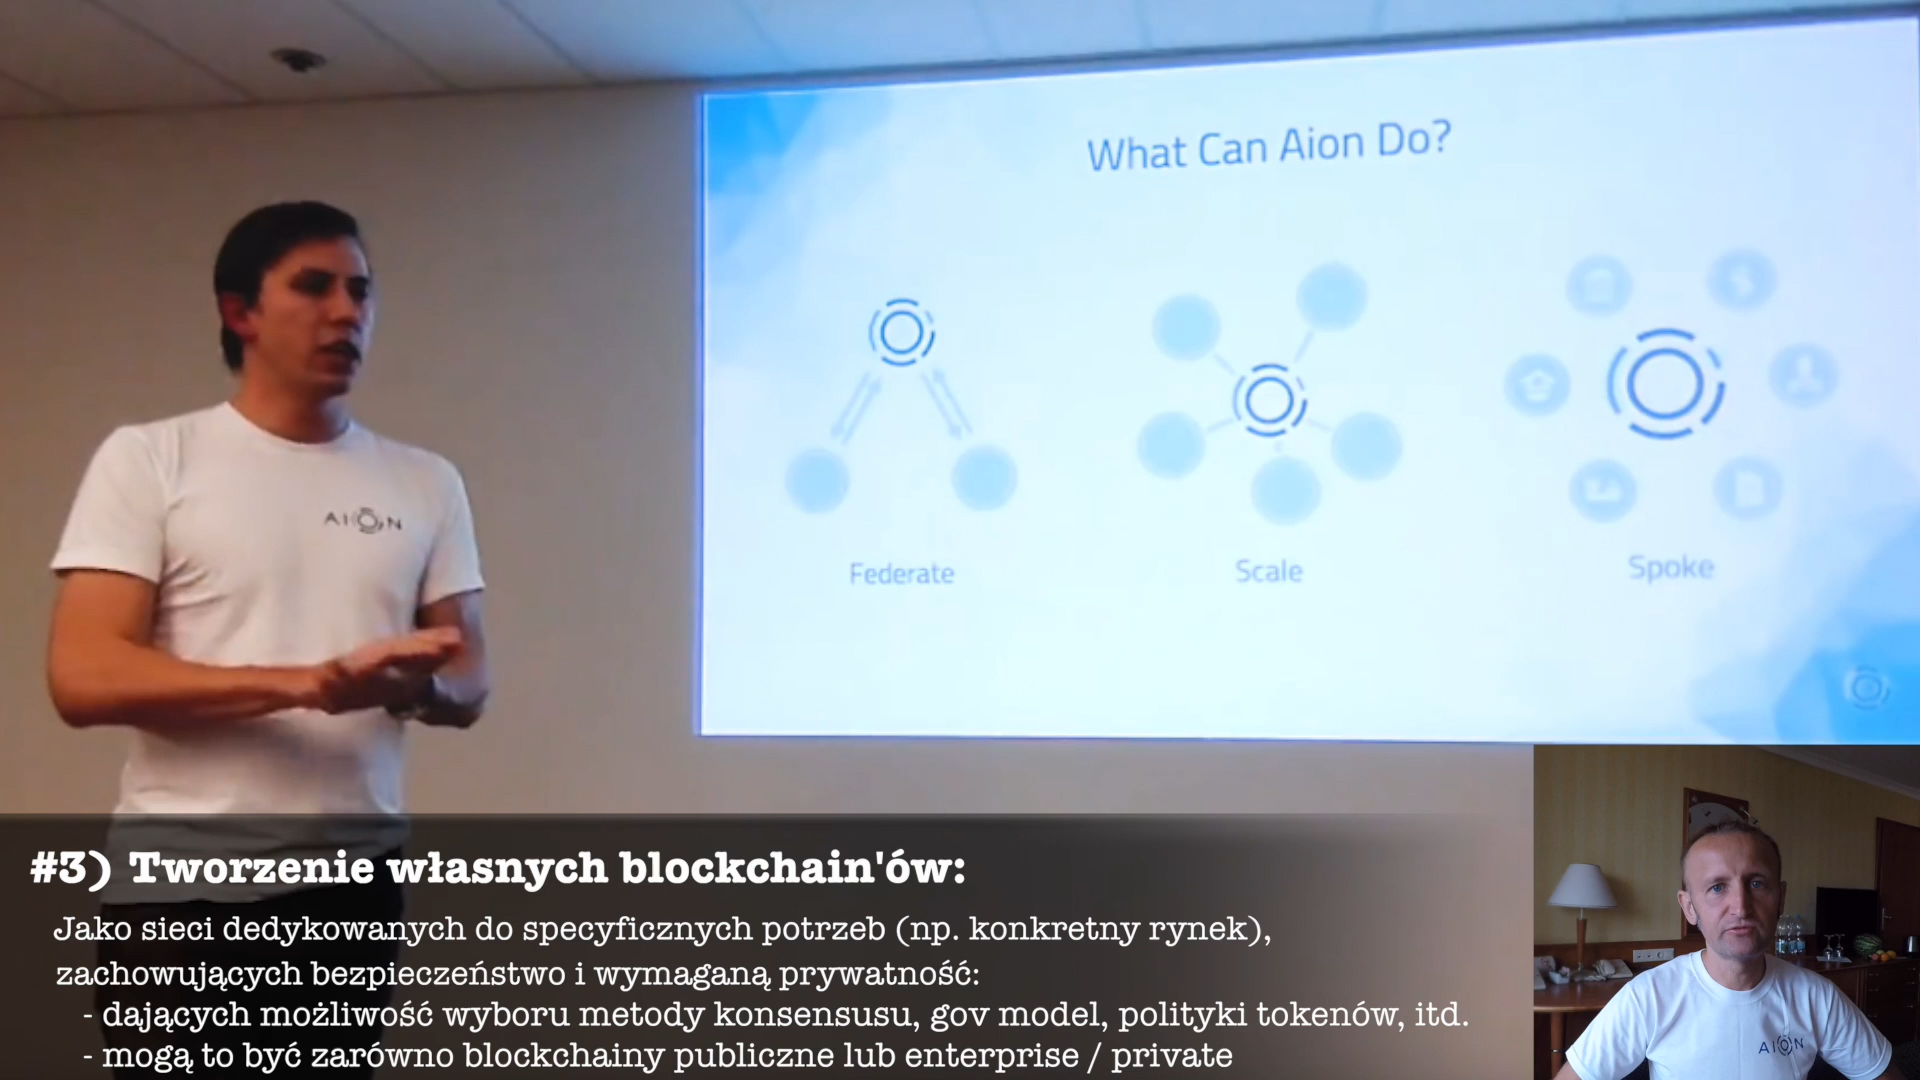 What Can Aion Do?
Federate
Scale
Spoke
AION
#3) Tworzenie własnych blockchain'ów:
Jako sieci dedykowanych do specyficznych potrzeb (np. konkretny rynek),
zachowujących bezpieczeństwo i wymaganą prywatność:
- dających możliwość wyboru metody konsensusu, gov model, polityki tokenów, itd.
- mogą to być zarówno blockchainy publiczne lub enterprise / private
AION